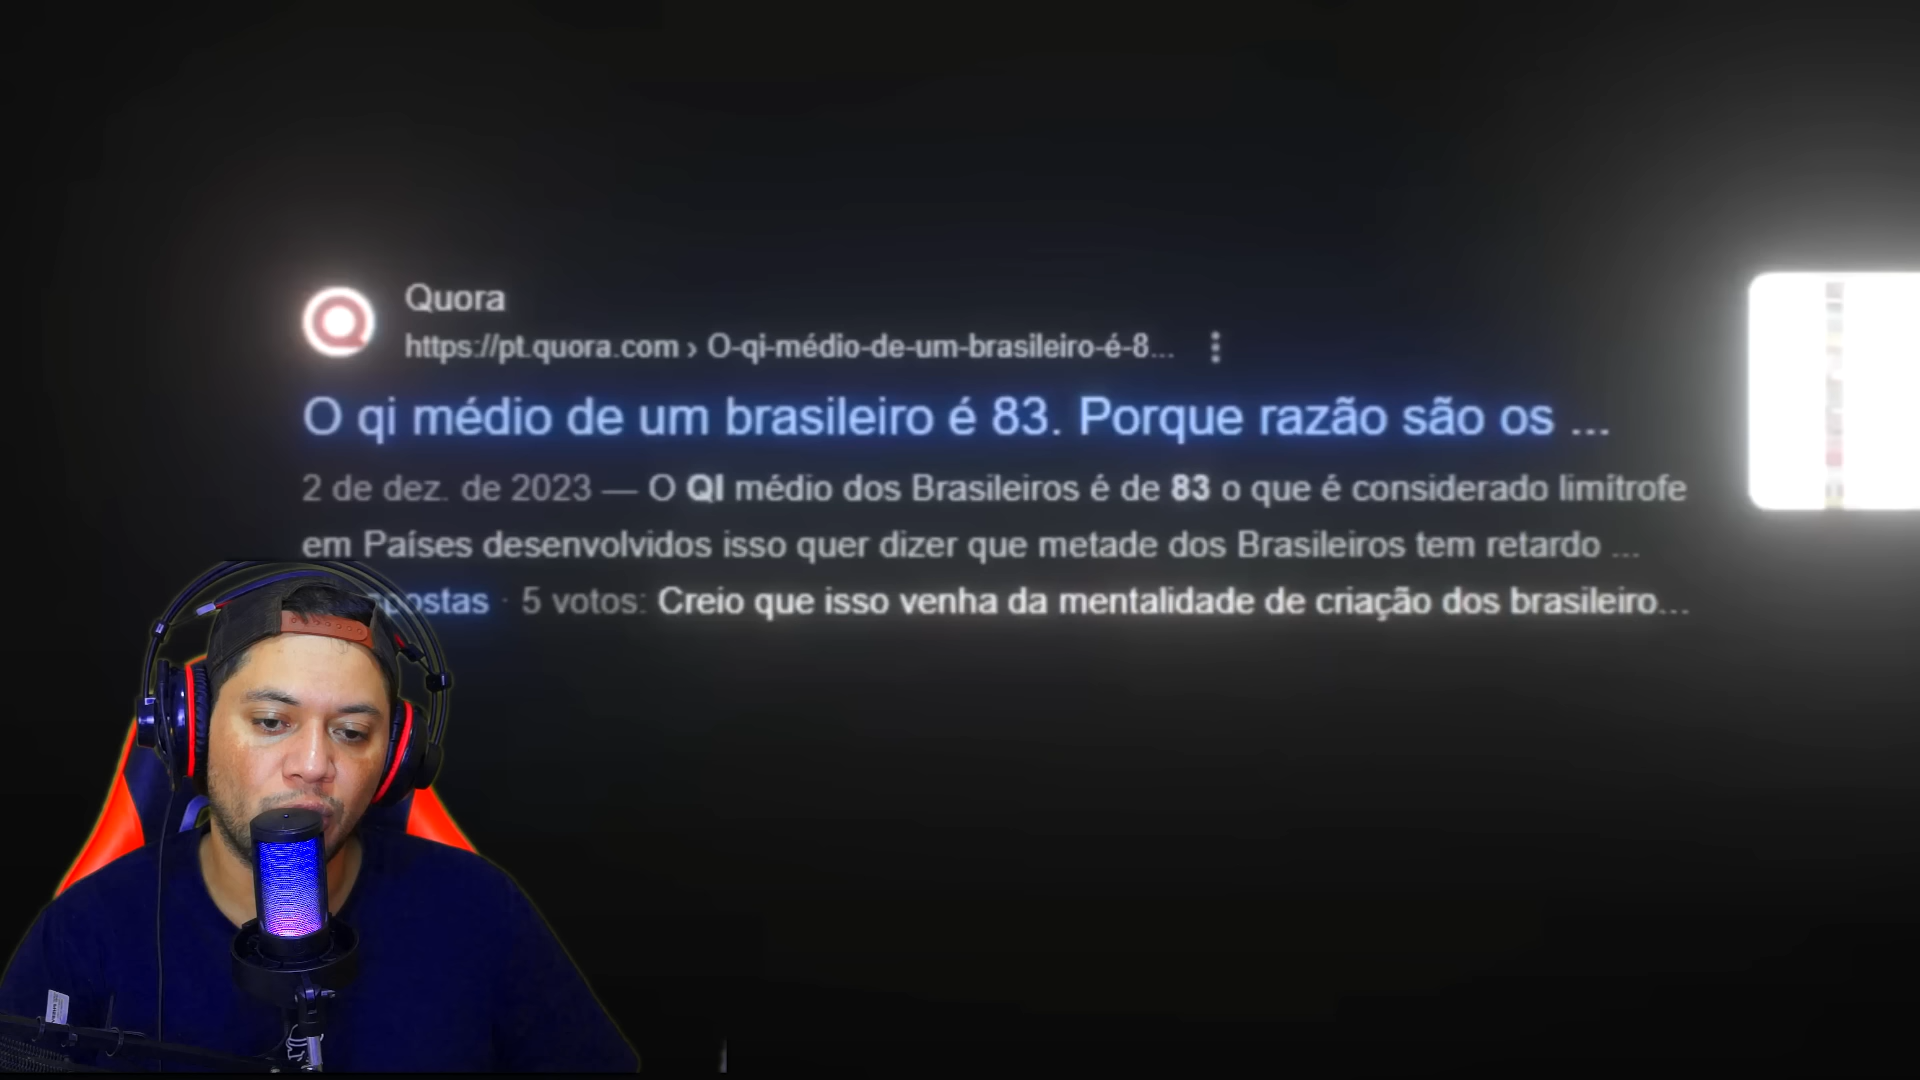 Quora
https://pt.quora.com › O-qi-médio-de-um-brasileiro-é-8...
O qi médio de um brasileiro é 83. Porque razão são os ...
2 de dez. de 2023 — O QI médio dos Brasileiros é de 83 o que é considerado limítrofe
em Países desenvolvidos isso quer dizer que metade dos Brasileiros tem retardo ...
5 votos: Creio que isso venha da mentalidade de criação dos brasileiro...